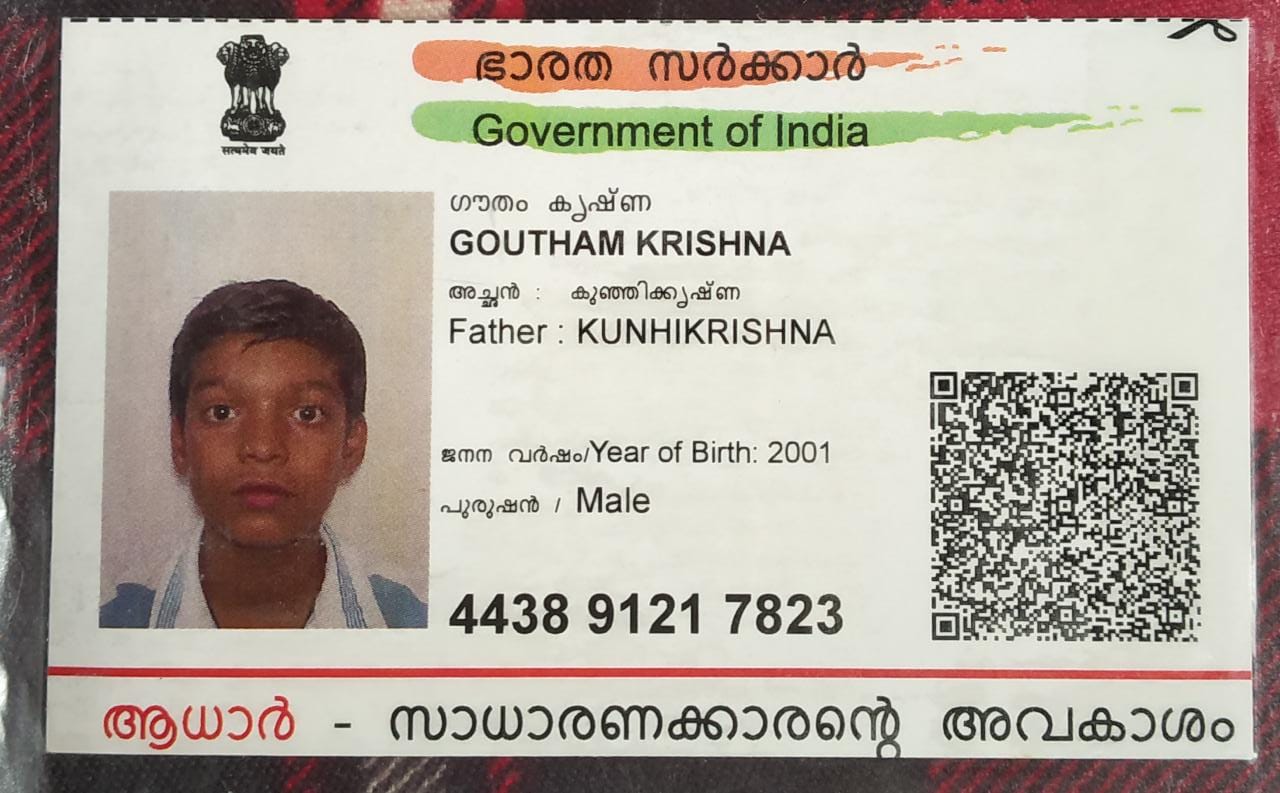 ഭാരത സർക്കാർ
Government of India
सत्यमेव जयते
ഗൗതം കൃഷ്ണ
GOUTHAM KRISHNA
അച്ഛൻ : കുഞ്ഞിക്കൃഷ്ണ
Father : KUNHIKRISHNA
ജനന വർഷം/Year of Birth: 2001
പുരുഷൻ / Male
4438 9121 7823
ആധാർ - സാധാരണക്കാരന്റെ അവകാശം